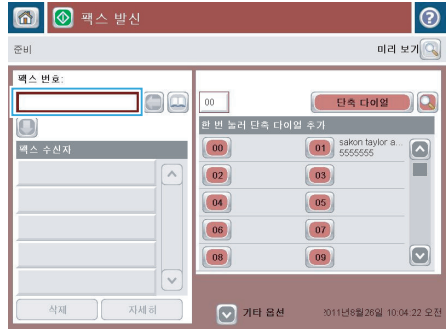 팩스 발신
준비
미리 보기
팩스 번호:
00
단축 다이얼
한 번 눌러 단축 다이얼 추가
팩스 수신자
00
01
sakon taylor a...
5555555
02
03
04
05
06
07
08
09
삭제
자세히
기타 옵션
2011년8월26일 10:04:22 오전